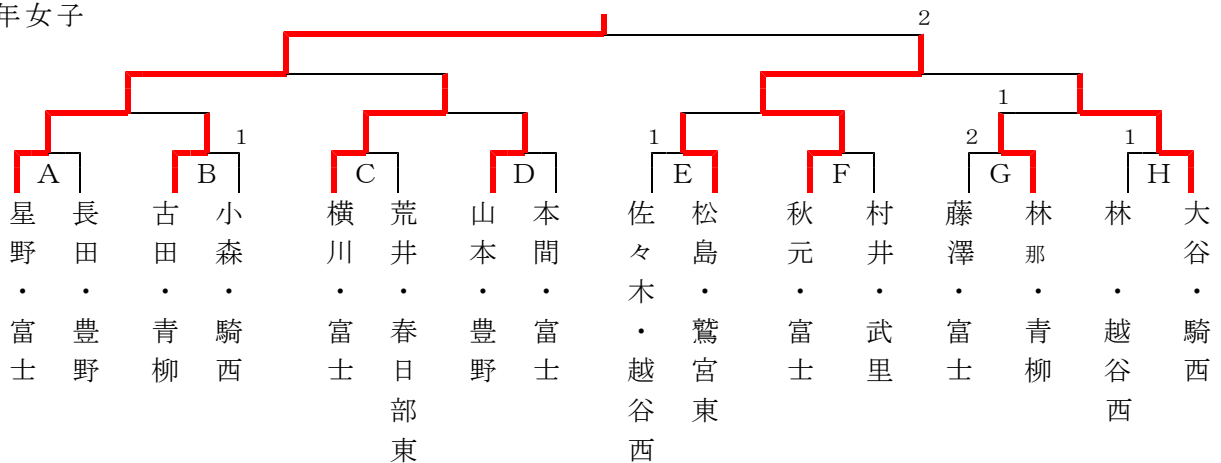 年女子
2
1
1
1
2
1
A
B
C
D
E
F
G
H
星野・富士
長田・豊野
古田・青柳
小森・騎西
横川・富士
荒井・春日部東
山本・豊野
本間・富士
佐々木・越谷西
松島・鷲宮東
秋元・富士
村井・武里
藤澤・富士
林那・青柳
林・越谷西
大谷・騎西